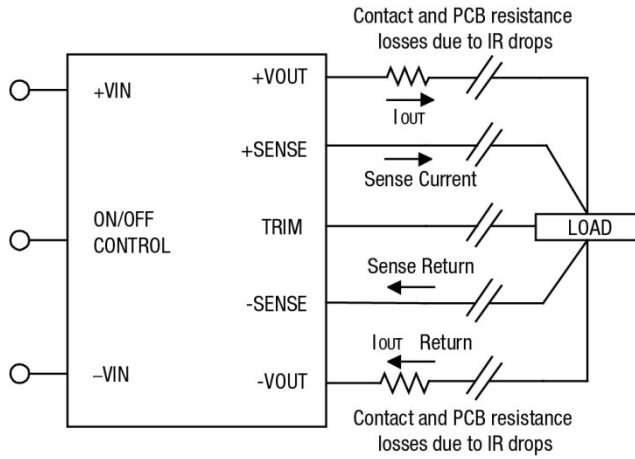 Contact and PCB resistance
losses due to IR drops
+VOUT
+VIN
IOUT
+SENSE
Sense Current
ON/OFF
CONTROL
TRIM
LOAD
Sense Return
-SENSE
IOUT Return
–VIN
-VOUT
Contact and PCB resistance
losses due to IR drops